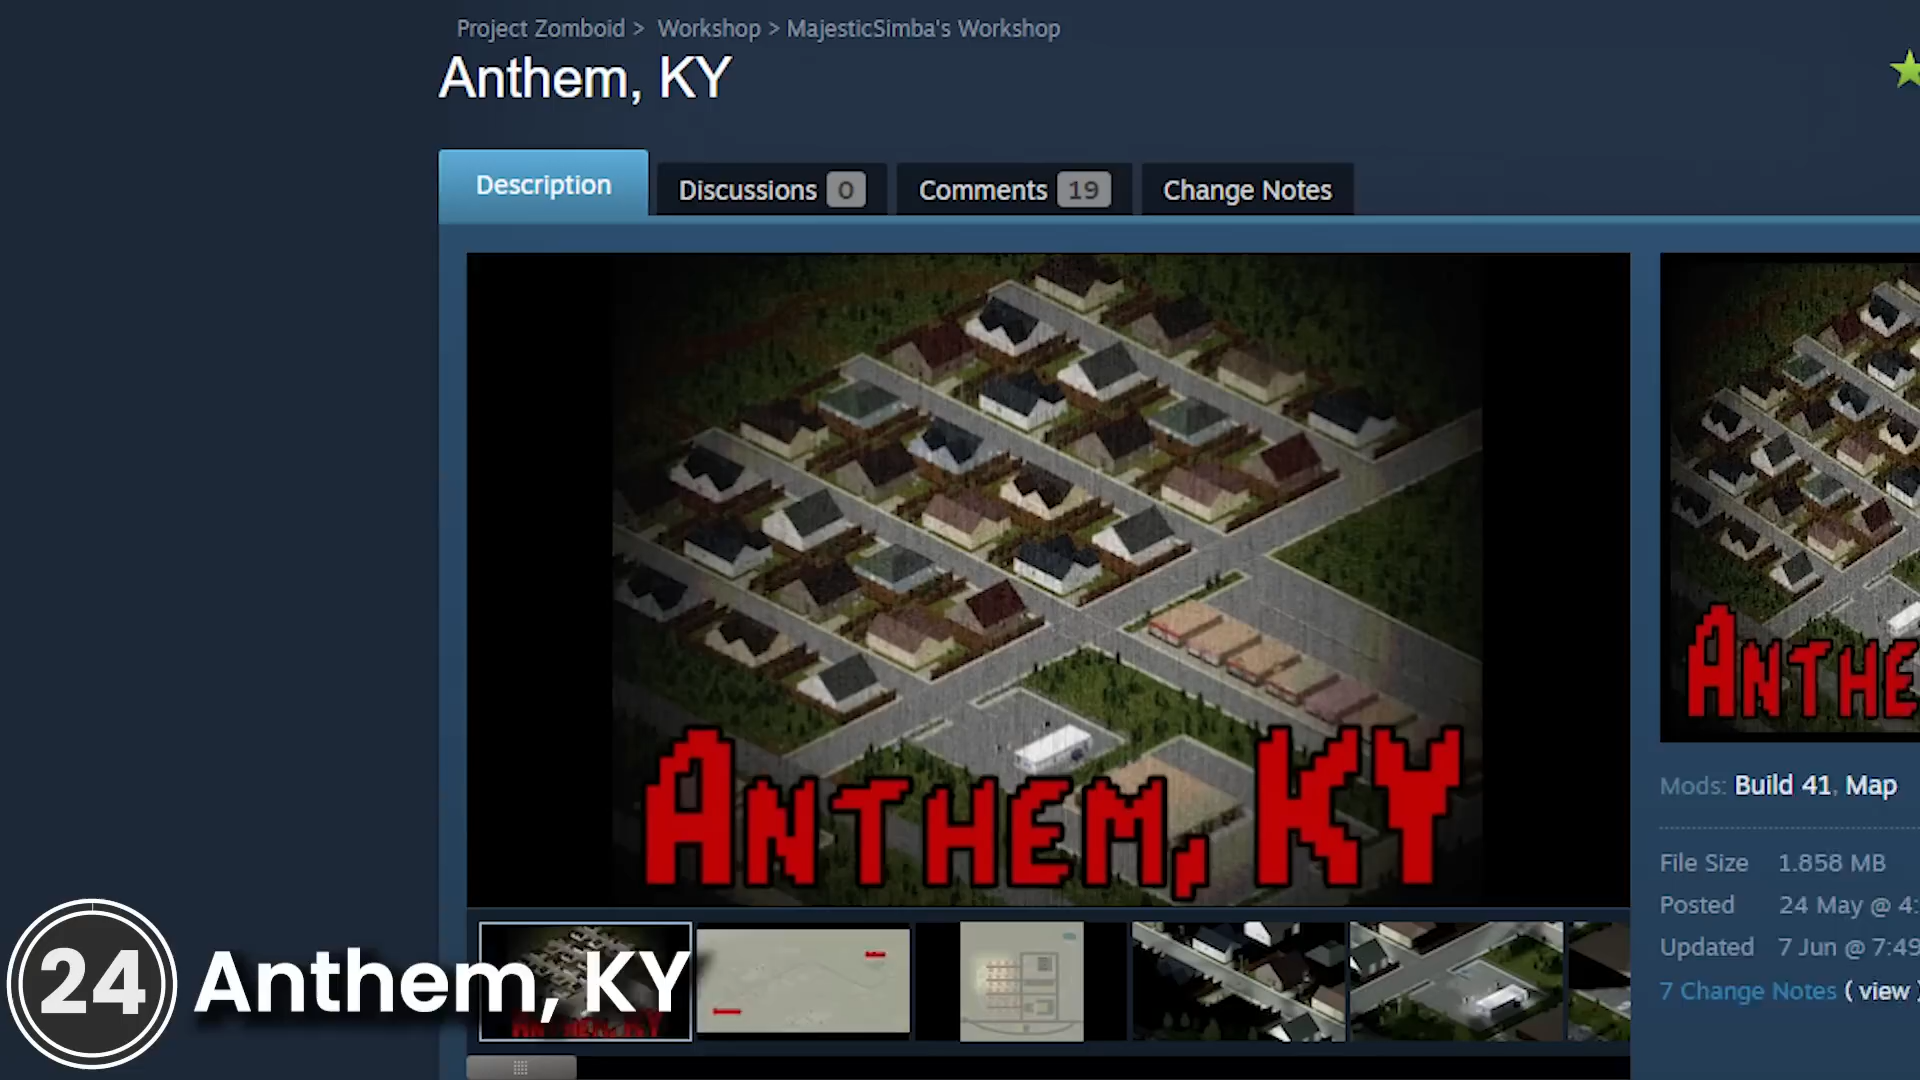 Project Zomboid > Workshop > MajesticSimba's Workshop
Anthem, KY
Description
Discussions 0
Comments 19
Change Notes
ANTHEM, KY
ANTHE
Mods: Build 41, Map
File Size 1.858 MB
Posted 24 May @ 4:
Updated 7 Jun @ 7:49
7 Change Notes ( view )
24 Anthem, KY